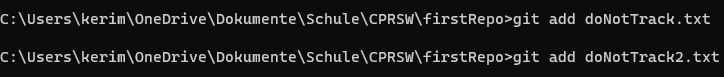 C:\Users\kerim\OneDrive\Dokumente\Schule\CPRSW\firstRepo>git add doNotTrack.txt
C:\Users\kerim\OneDrive\Dokumente\Schule\CPRSW\firstRepo>git add doNotTrack2.txt